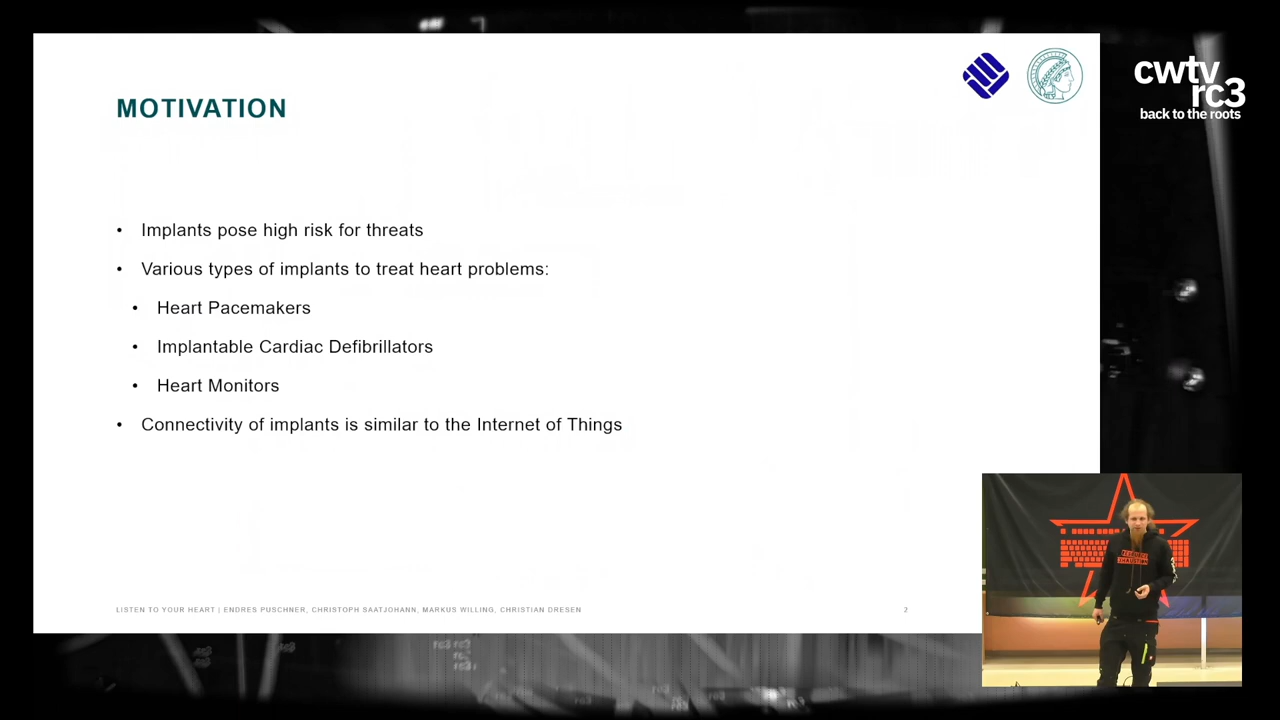 cwtv
rc3
back to the roots
MOTIVATION
• Implants pose high risk for threats
• Various types of implants to treat heart problems:
• Heart Pacemakers
• Implantable Cardiac Defibrillators
• Heart Monitors
• Connectivity of implants is similar to the Internet of Things
LISTEN TO YOUR HEART | ENDRES PUSCHNER, CHRISTOPH SAATJOHANN, MARKUS WILLING, CHRISTIAN DRESEN
2
rc3 rc3